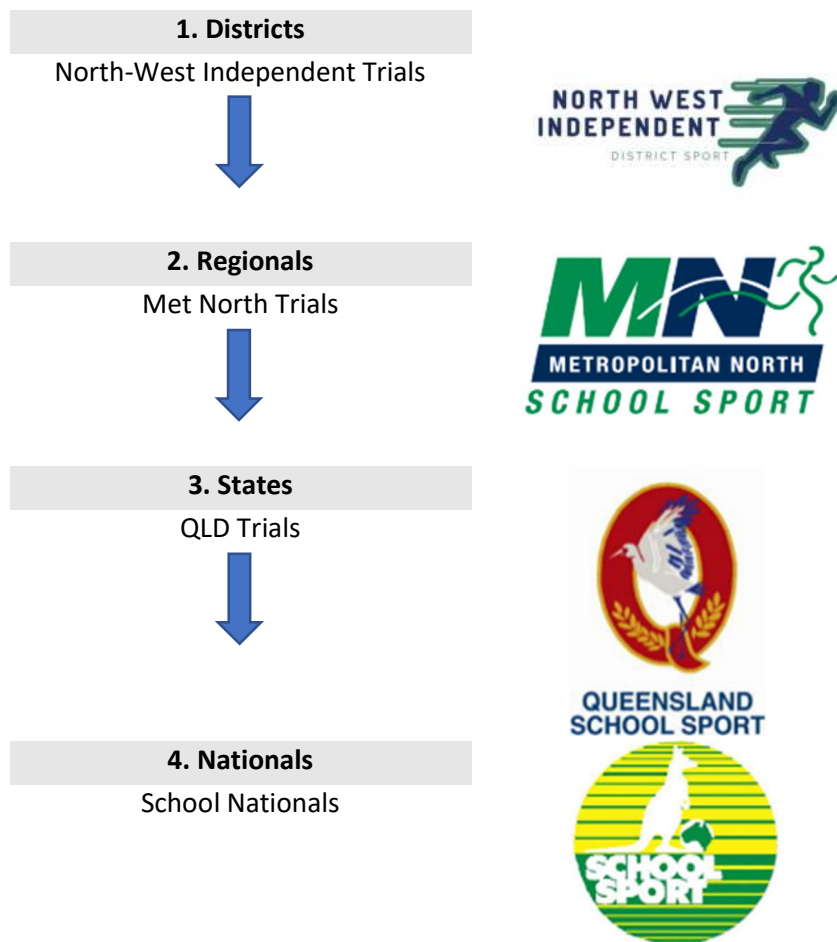 1. Districts
North-West Independent Trials
NORTH WEST
INDEPENDENT
DISTRICT SPORT
2. Regionals
Met North Trials
MN
METROPOLITAN NORTH
SCHOOL SPORT
3. States
QLD Trials
Q
QUEENSLAND
SCHOOL SPORT
4. Nationals
School Nationals
SCHOOL
SPORT